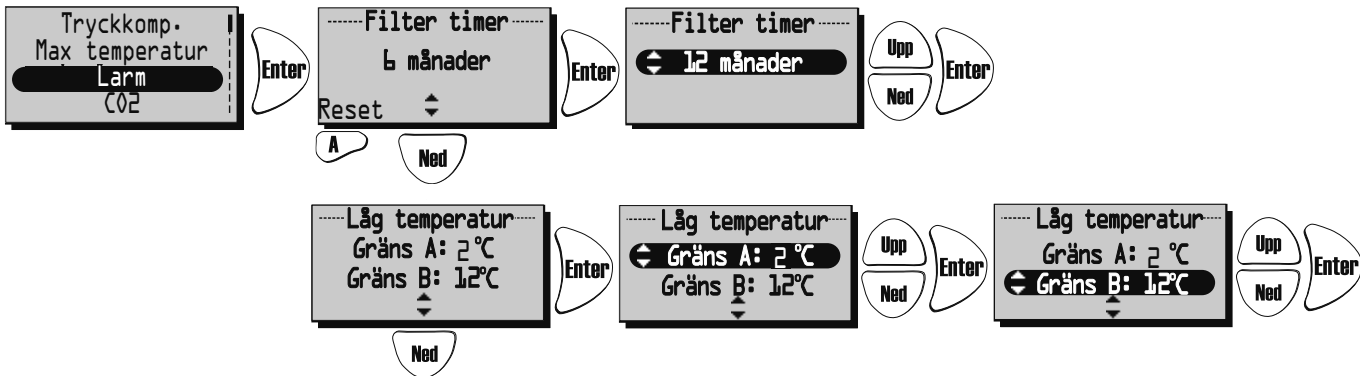 Tryckkomp.
Max temperatur
Larm
CO2
Enter
Filter timer
6 månader
Reset
A
Ned
Enter
Filter timer
12 månader
Upp
Ned
Enter
Låg temperatur
Gräns A: 2 °C
Gräns B: 12°C
Ned
Enter
Låg temperatur
Gräns A: 2 °C
Gräns B: 12°C
Upp
Ned
Enter
Låg temperatur
Gräns A: 2 °C
Gräns B: 12°C
Upp
Ned
Enter